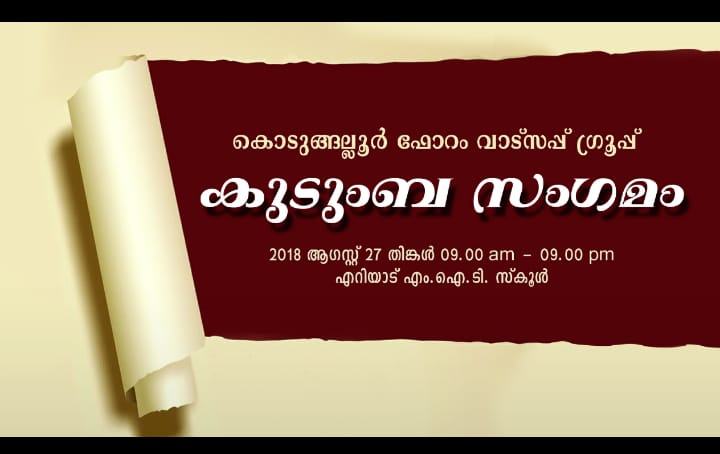 കൊടുങ്ങല്ലൂർ ഫോറം വാട്സപ്പ് ഗ്രൂപ്പ്
കുടുംബ സംഗമം
2018 ആഗസ്റ്റ് 27 തിങ്കൾ 09.00 am - 09.00 pm
എറിയാട് എം.ഐ.ടി. സ്കൂൾ